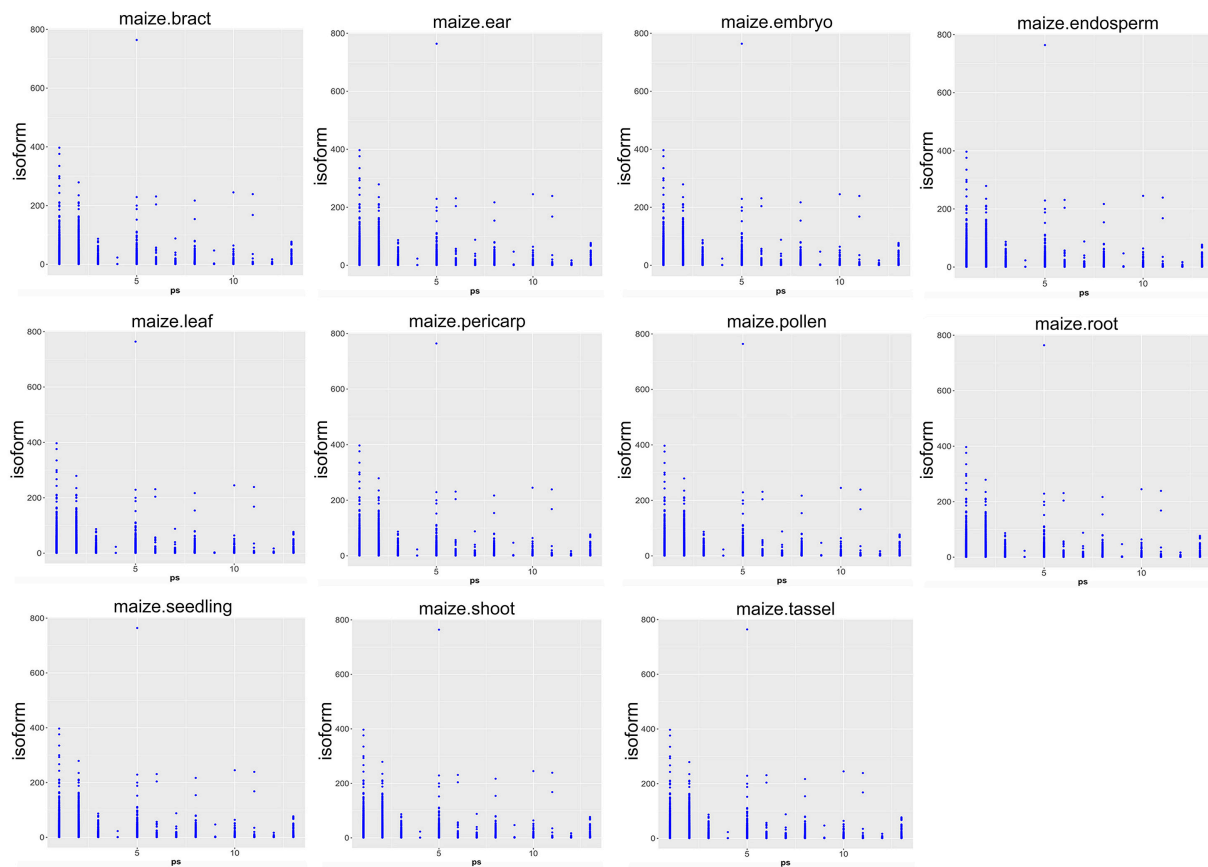 maize.bract
800
600
400
200
0
isoform
5
10
ps
maize.ear
800
600
400
200
0
isoform
5
10
ps
maize.embryo
800
600
400
200
0
isoform
5
10
ps
maize.endosperm
800
600
400
200
0
isoform
5
10
ps
maize.leaf
800
600
400
200
0
isoform
5
10
ps
maize.pericarp
800
600
400
200
0
isoform
5
10
ps
maize.pollen
800
600
400
200
0
isoform
5
10
ps
maize.root
800
600
400
200
0
isoform
5
10
ps
maize.seedling
800
600
400
200
0
isoform
5
10
ps
maize.shoot
800
600
400
200
0
isoform
5
10
ps
maize.tassel
800
600
400
200
0
isoform
5
10
ps